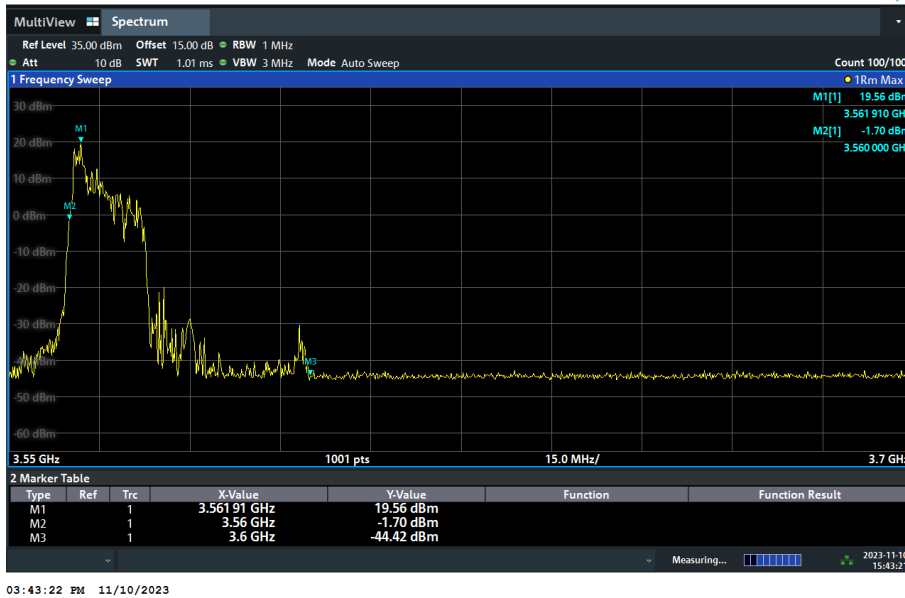 MultiView Spectrum
Ref Level 35.00 dBm Offset 15.00 dB RBW 1 MHz
Att 10 dB SWT 1.01 ms VBW 3 MHz Mode Auto Sweep Count 100/100
1 Frequency Sweep 1Rm Max
M1[1] 19.56 dBm
3.561 910 GH
M2[1] -1.70 dBm
3.560 000 GH
30 dBm
M1
20 dBm
10 dBm
M2
0 dBm
-10 dBm
-20 dBm
-30 dBm
-40 dBm
M3
-50 dBm
-60 dBm
3.55 GHz 1001 pts 15.0 MHz/ 3.7 GH
2 Marker Table
Type Ref Trc X-Value Y-Value Function Function Result
M1 1 3.561 91 GHz 19.56 dBm
M2 1 3.56 GHz -1.70 dBm
M3 1 3.6 GHz -44.42 dBm
Measuring... 2023-11-10
15:43:21
03:43:22 PM 11/10/2023